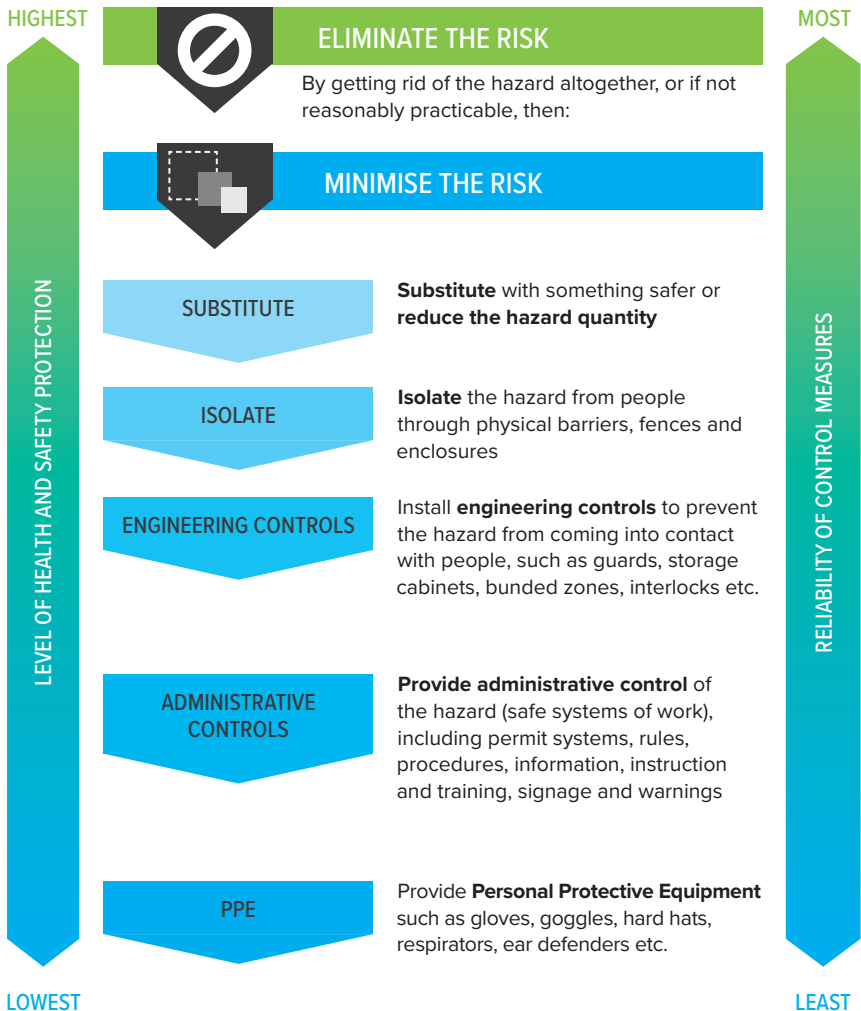 HIGHEST
MOST
ELIMINATE THE RISK
By getting rid of the hazard altogether, or if not
reasonably practicable, then:
MINIMISE THE RISK
LEVEL OF HEALTH AND SAFETY PROTECTION
RELIABILITY OF CONTROL MEASURES
SUBSTITUTE
Substitute with something safer or
reduce the hazard quantity
ISOLATE
Isolate the hazard from people
through physical barriers, fences and
enclosures
ENGINEERING CONTROLS
Install engineering controls to prevent
the hazard from coming into contact
with people, such as guards, storage
cabinets, bunded zones, interlocks etc.
ADMINISTRATIVE
CONTROLS
Provide administrative control of
the hazard (safe systems of work),
including permit systems, rules,
procedures, information, instruction
and training, signage and warnings
PPE
Provide Personal Protective Equipment
such as gloves, goggles, hard hats,
respirators, ear defenders etc.
LOWEST
LEAST